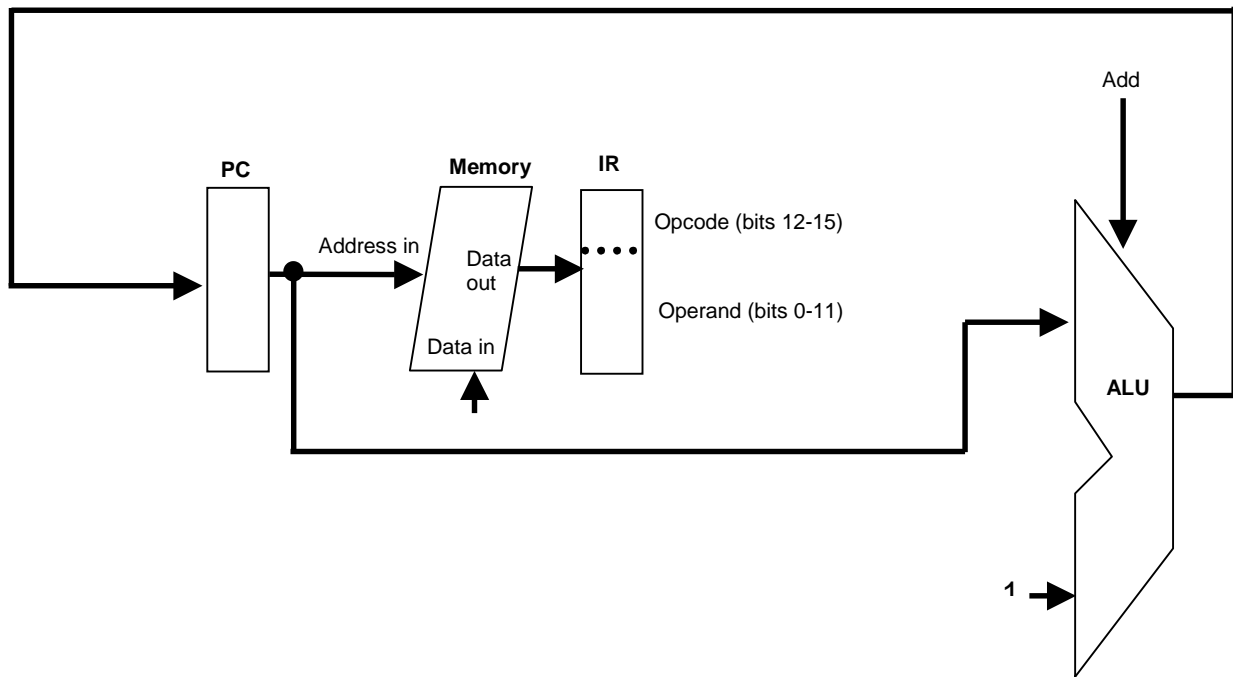 Add
PC
Memory
IR
Opcode (bits 12-15)
Address in
Data
out
Operand (bits 0-11)
Data in
ALU
1